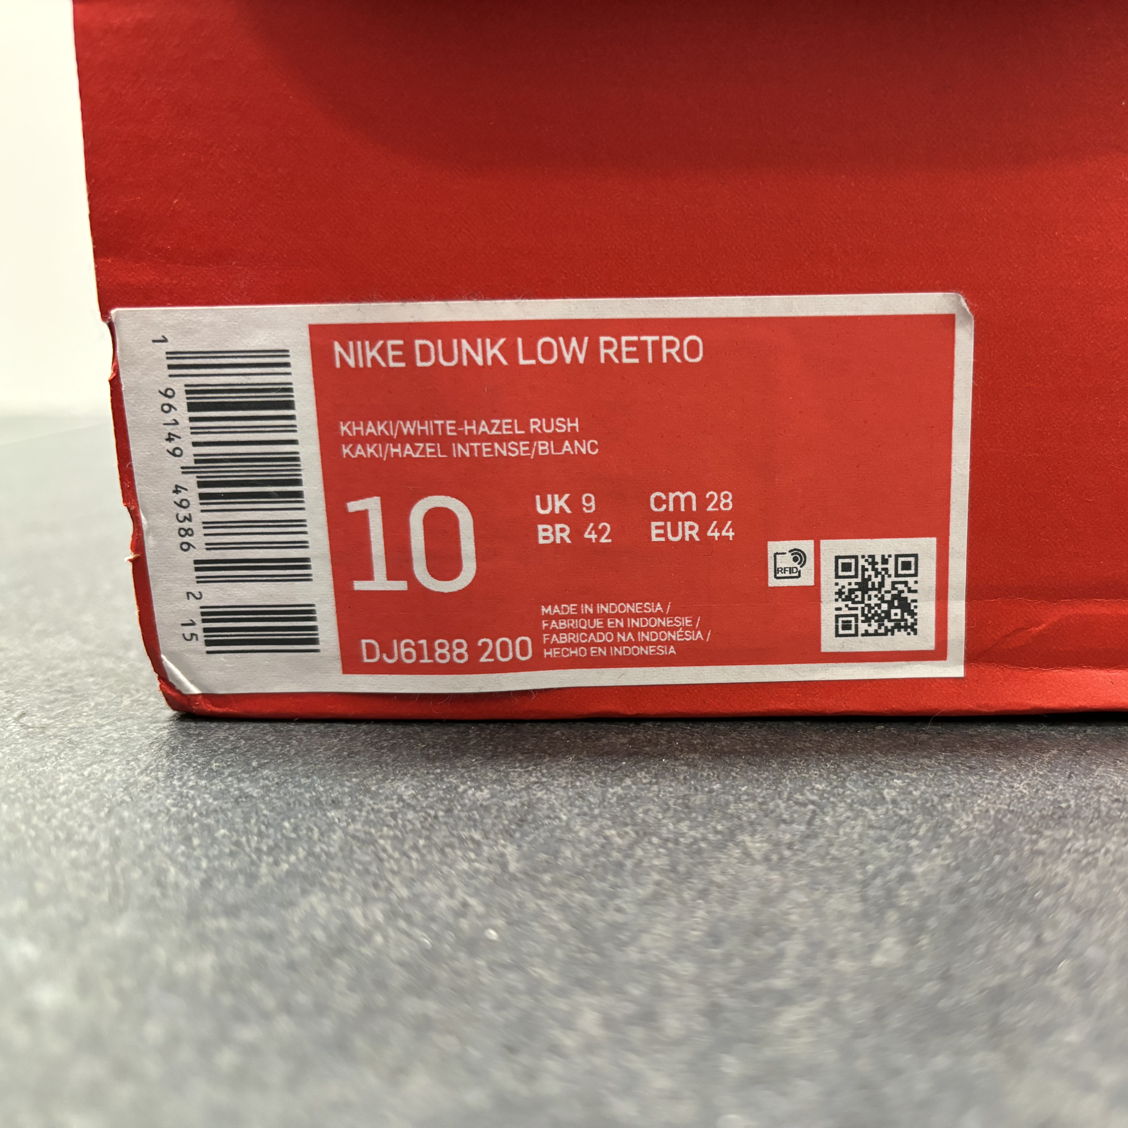 NIKE DUNK LOW RETRO
KHAKI/WHITE-HAZEL RUSH
KAKI/HAZEL INTENSE/BLANC
10
UK 9 cm 28
BR 42 EUR 44
RFID
DJ6188 200
MADE IN INDONESIA /
FABRIQUE EN INDONESIE /
FABRICADO NA INDONÉSIA /
HECHO EN INDONESIA
1 96149 49386 2 15